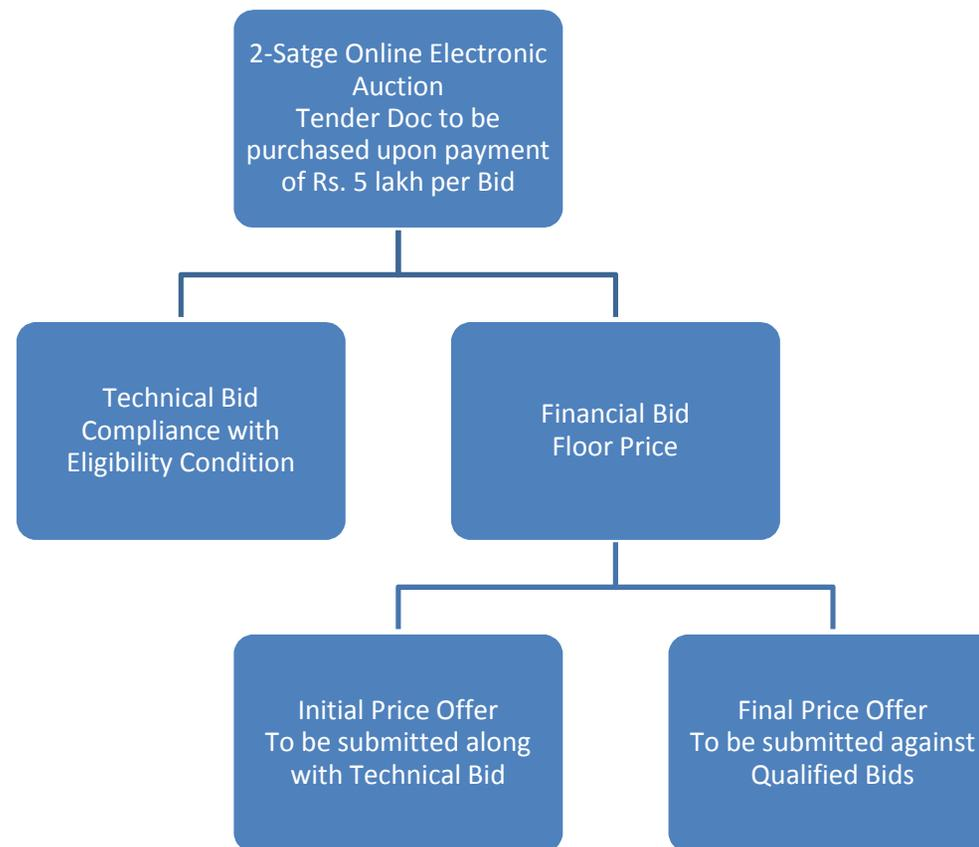 2-Satge Online Electronic
Auction
Tender Doc to be
purchased upon payment
of Rs. 5 lakh per Bid
Technical Bid
Compliance with
Eligibility Condition
Financial Bid
Floor Price
Initial Price Offer
To be submitted along
with Technical Bid
Final Price Offer
To be submitted against
Qualified Bids